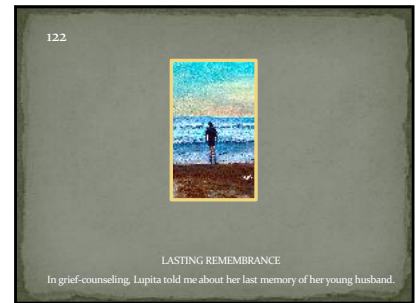 122
LASTING REMEMBRANCE
In grief-counseling, Lupita told me about her last memory of her young husband.